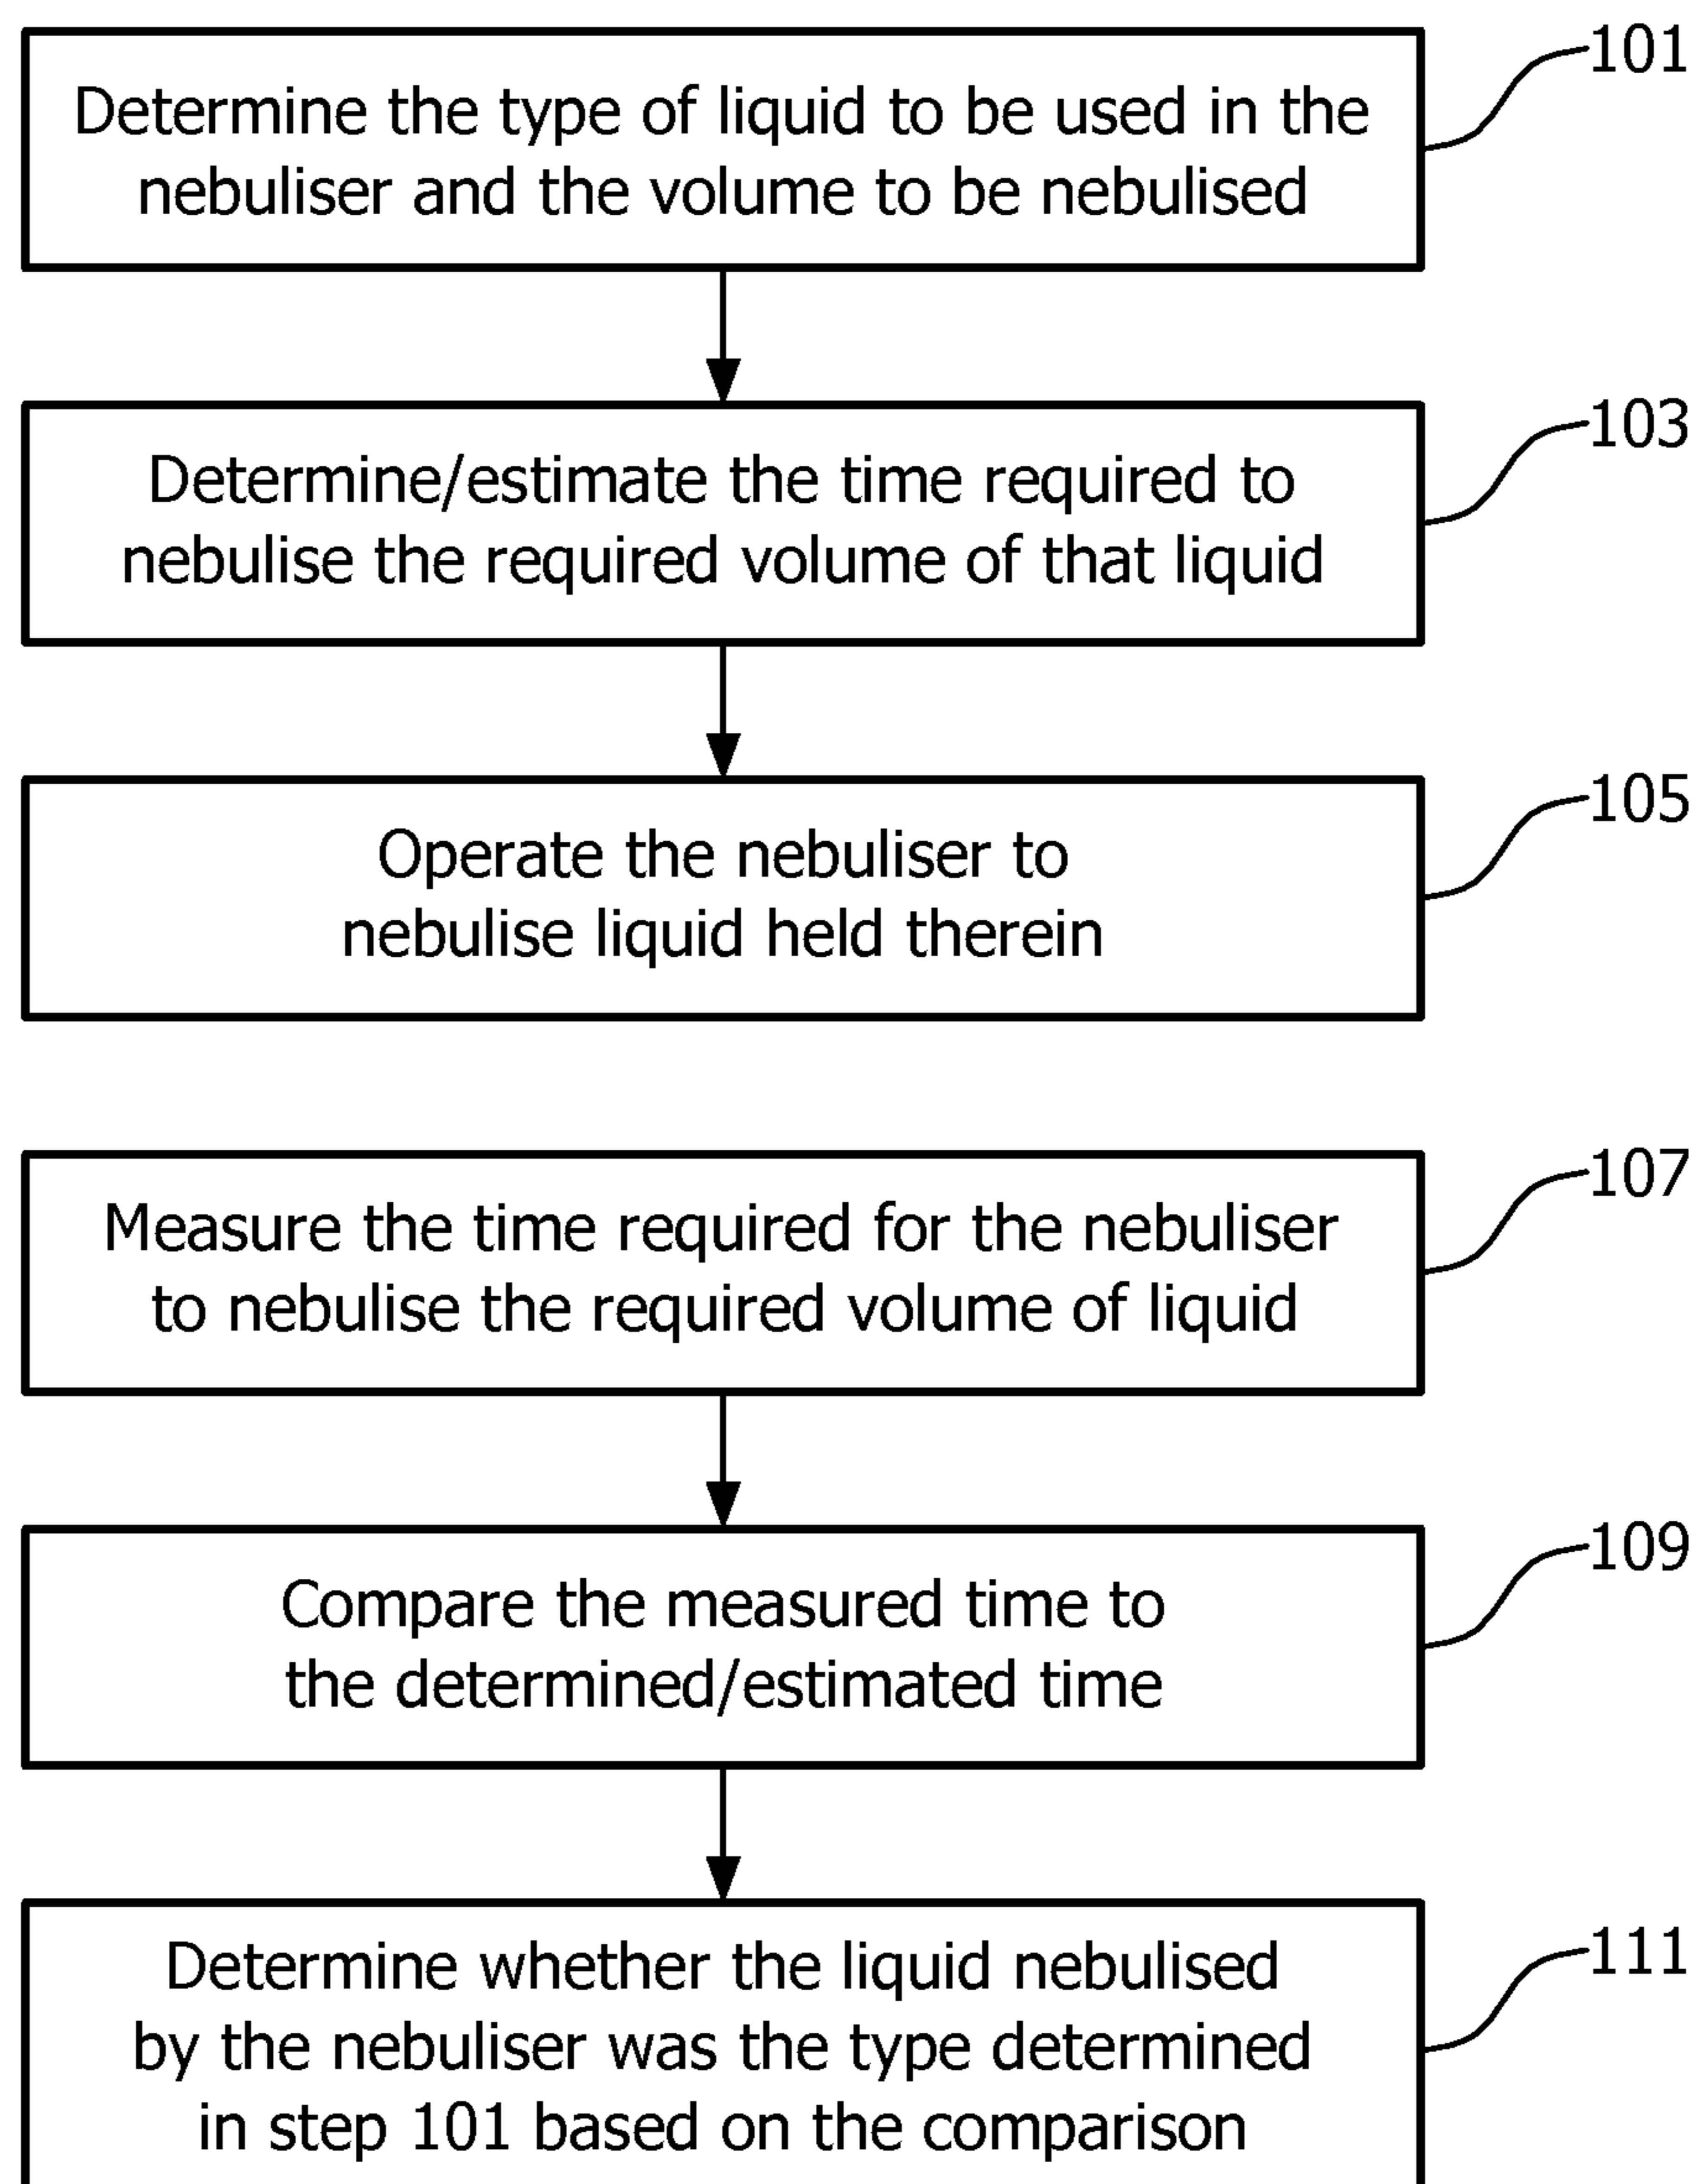 101
Determine the type of liquid to be used in the
nebuliser and the volume to be nebulised
103
Determine/estimate the time required to
nebulise the required volume of that liquid
105
Operate the nebuliser to
nebulise liquid held therein
107
Measure the time required for the nebuliser
to nebulise the required volume of liquid
109
Compare the measured time to
the determined/estimated time
111
Determine whether the liquid nebulised
by the nebuliser was the type determined
in step 101 based on the comparison